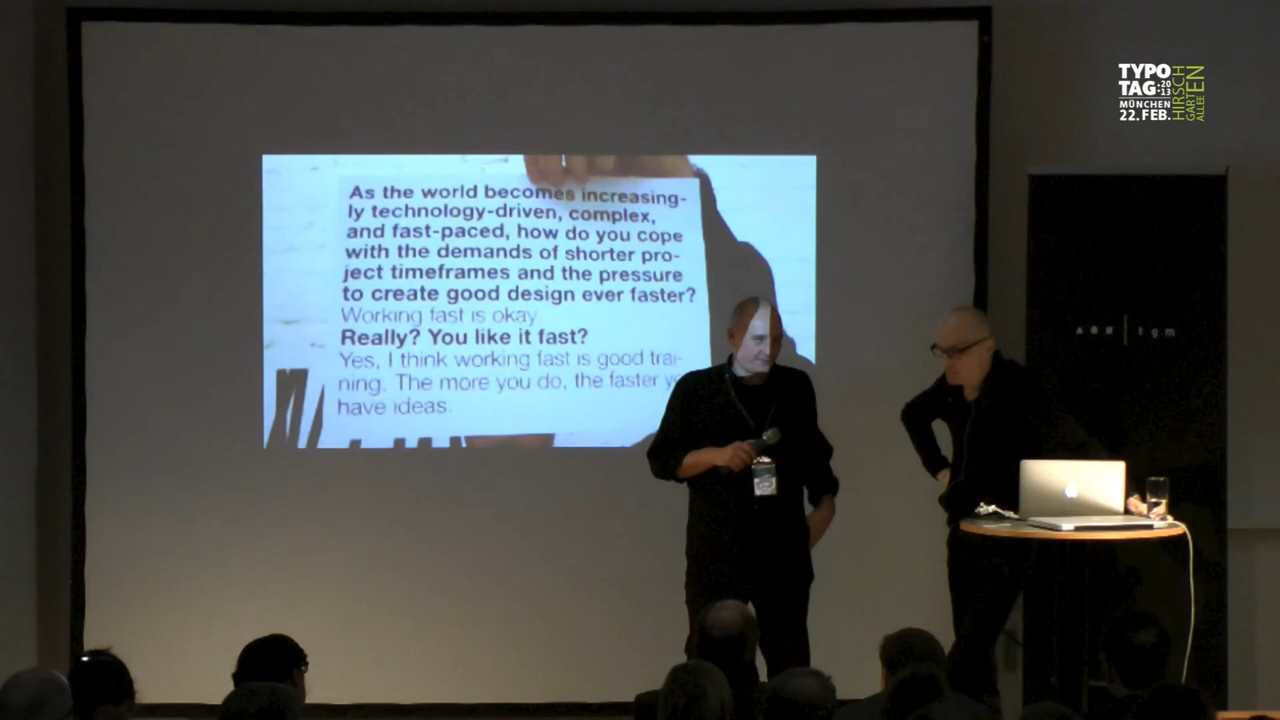 TYPO
TAG:20
13
MÜNCHEN
22. FEB.
HIRSCH
GARTEN
ALLEE
As the world becomes increasing-
ly technology-driven, complex,
and fast-paced, how do you cope
with the demands of shorter pro-
ject timeframes and the pressure
to create good design ever faster?
Working fast is okay.
Really? You like it fast?
Yes, I think working fast is good trai-
ning. The more you do, the faster
have ideas.
tgm